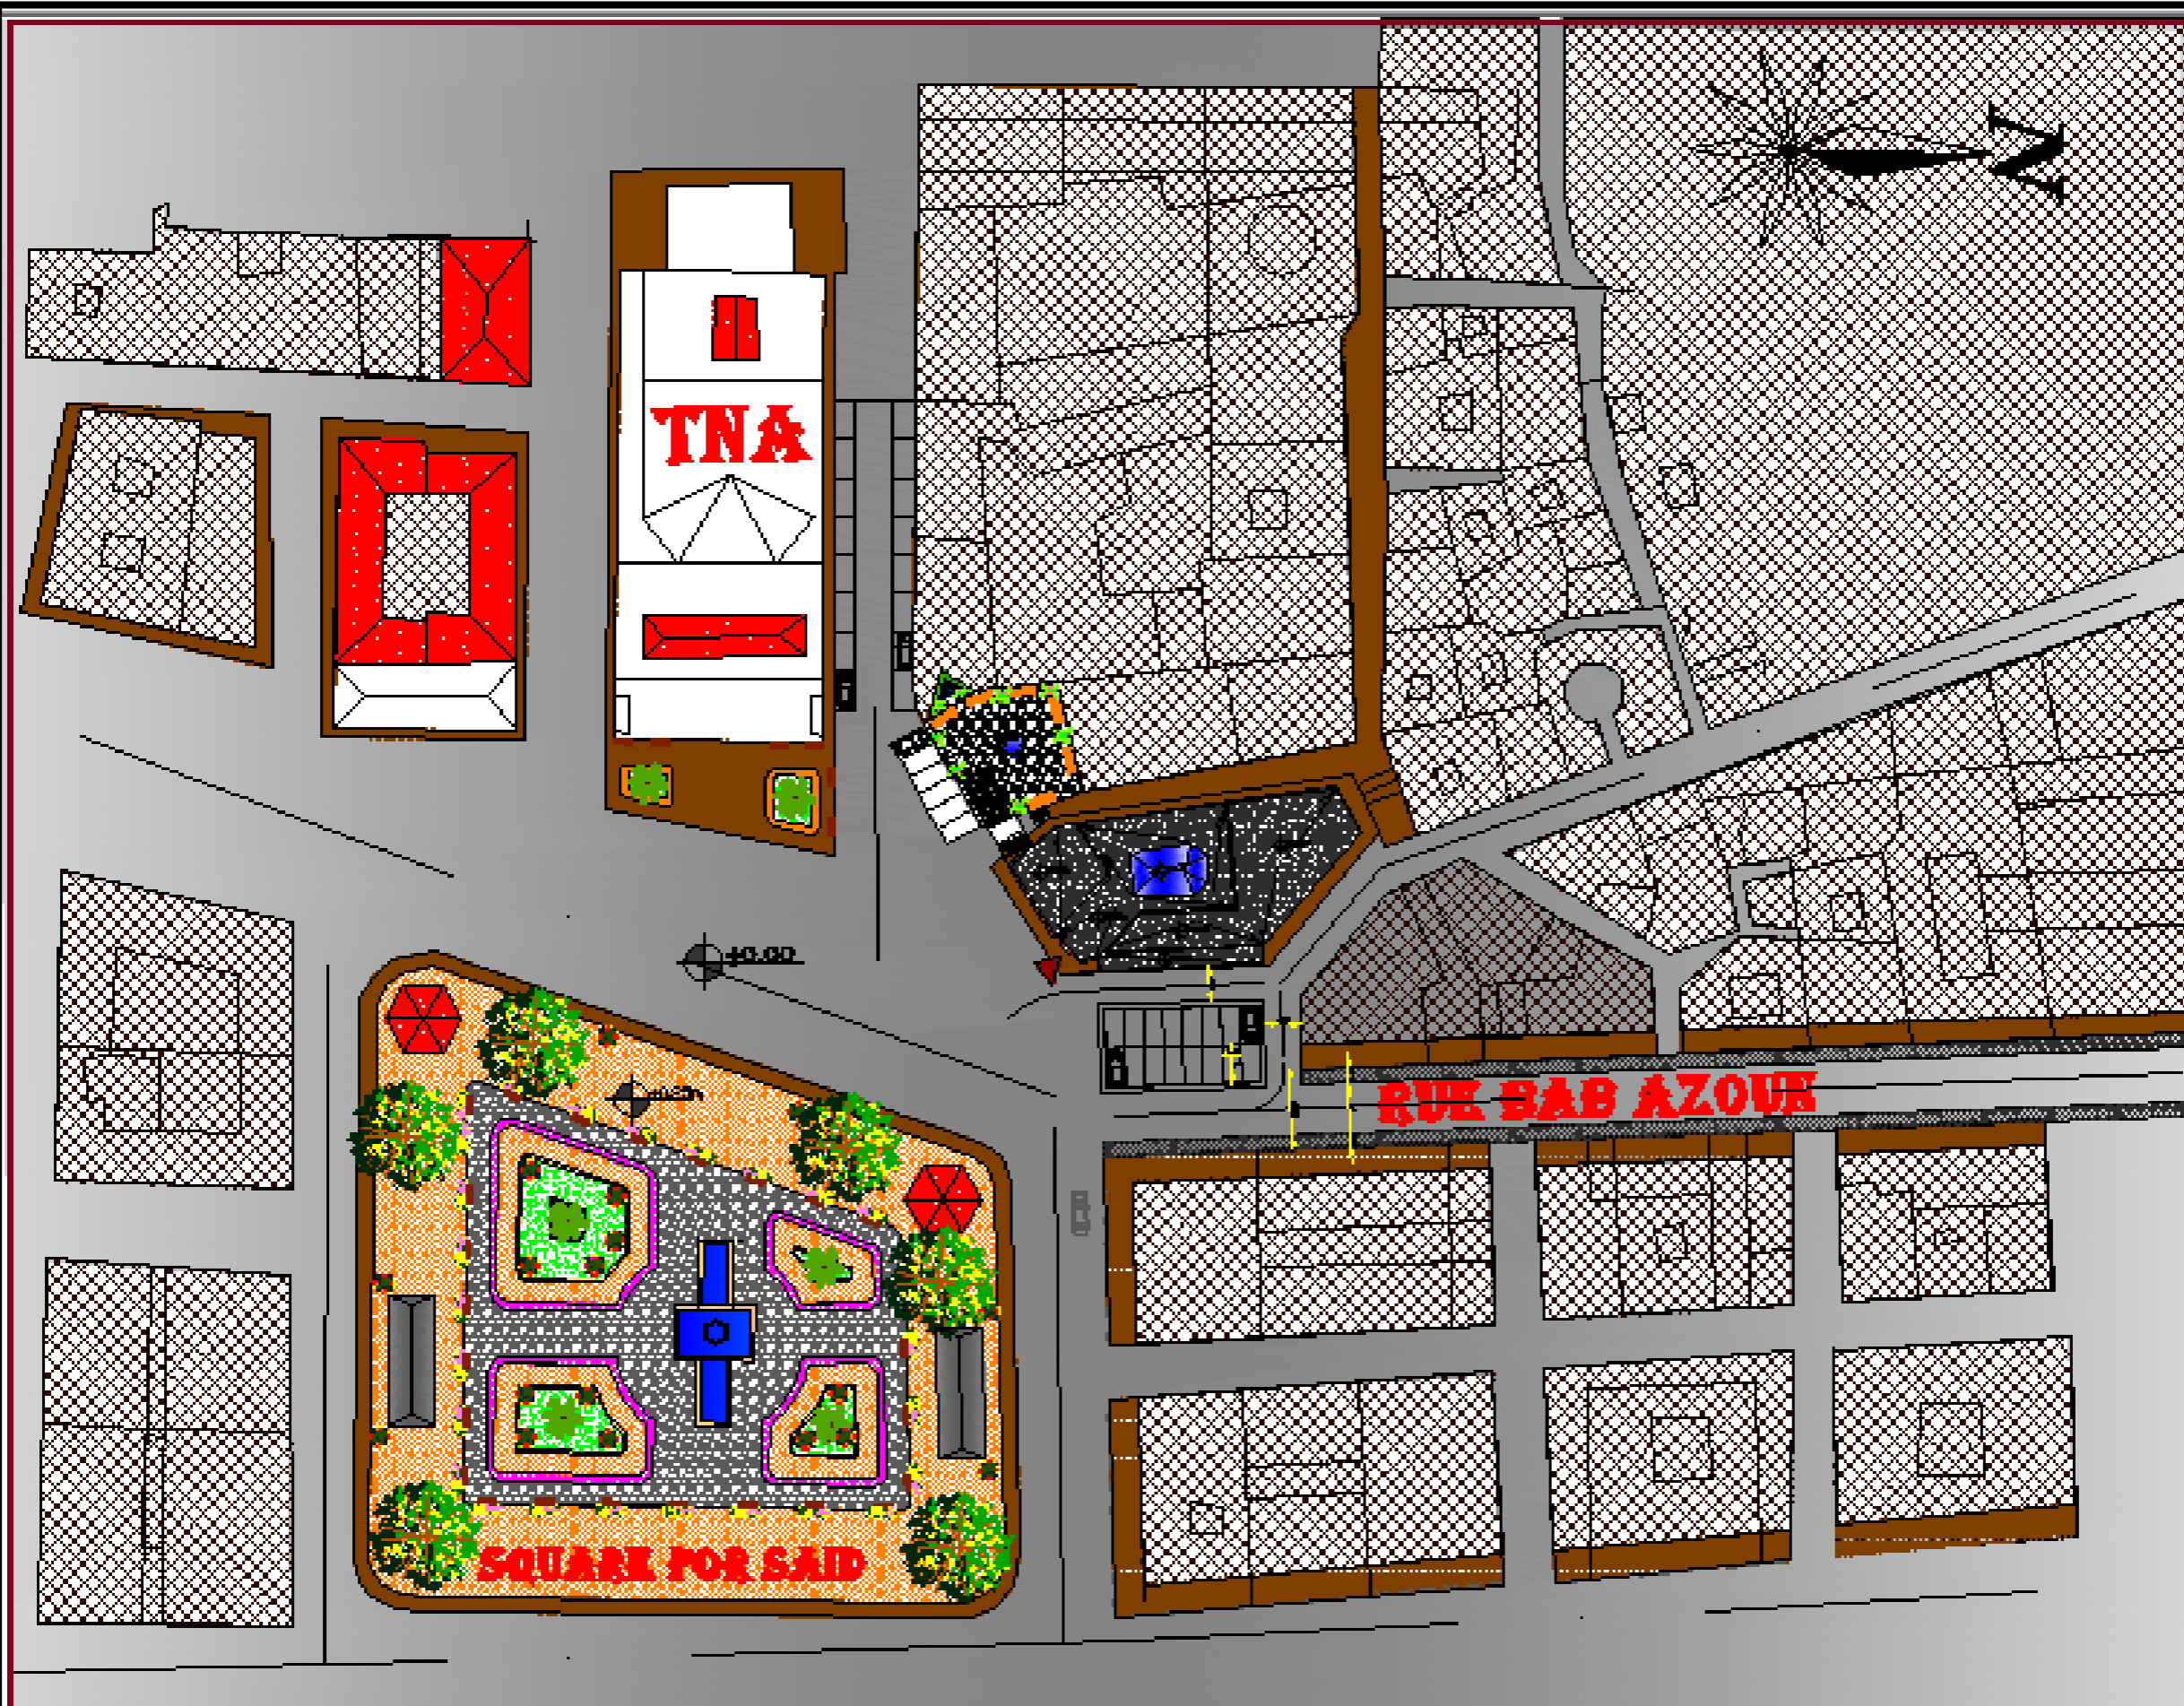 N
TNA
±0.00
RUE BAB AZOUN
SQUARE POR SAID